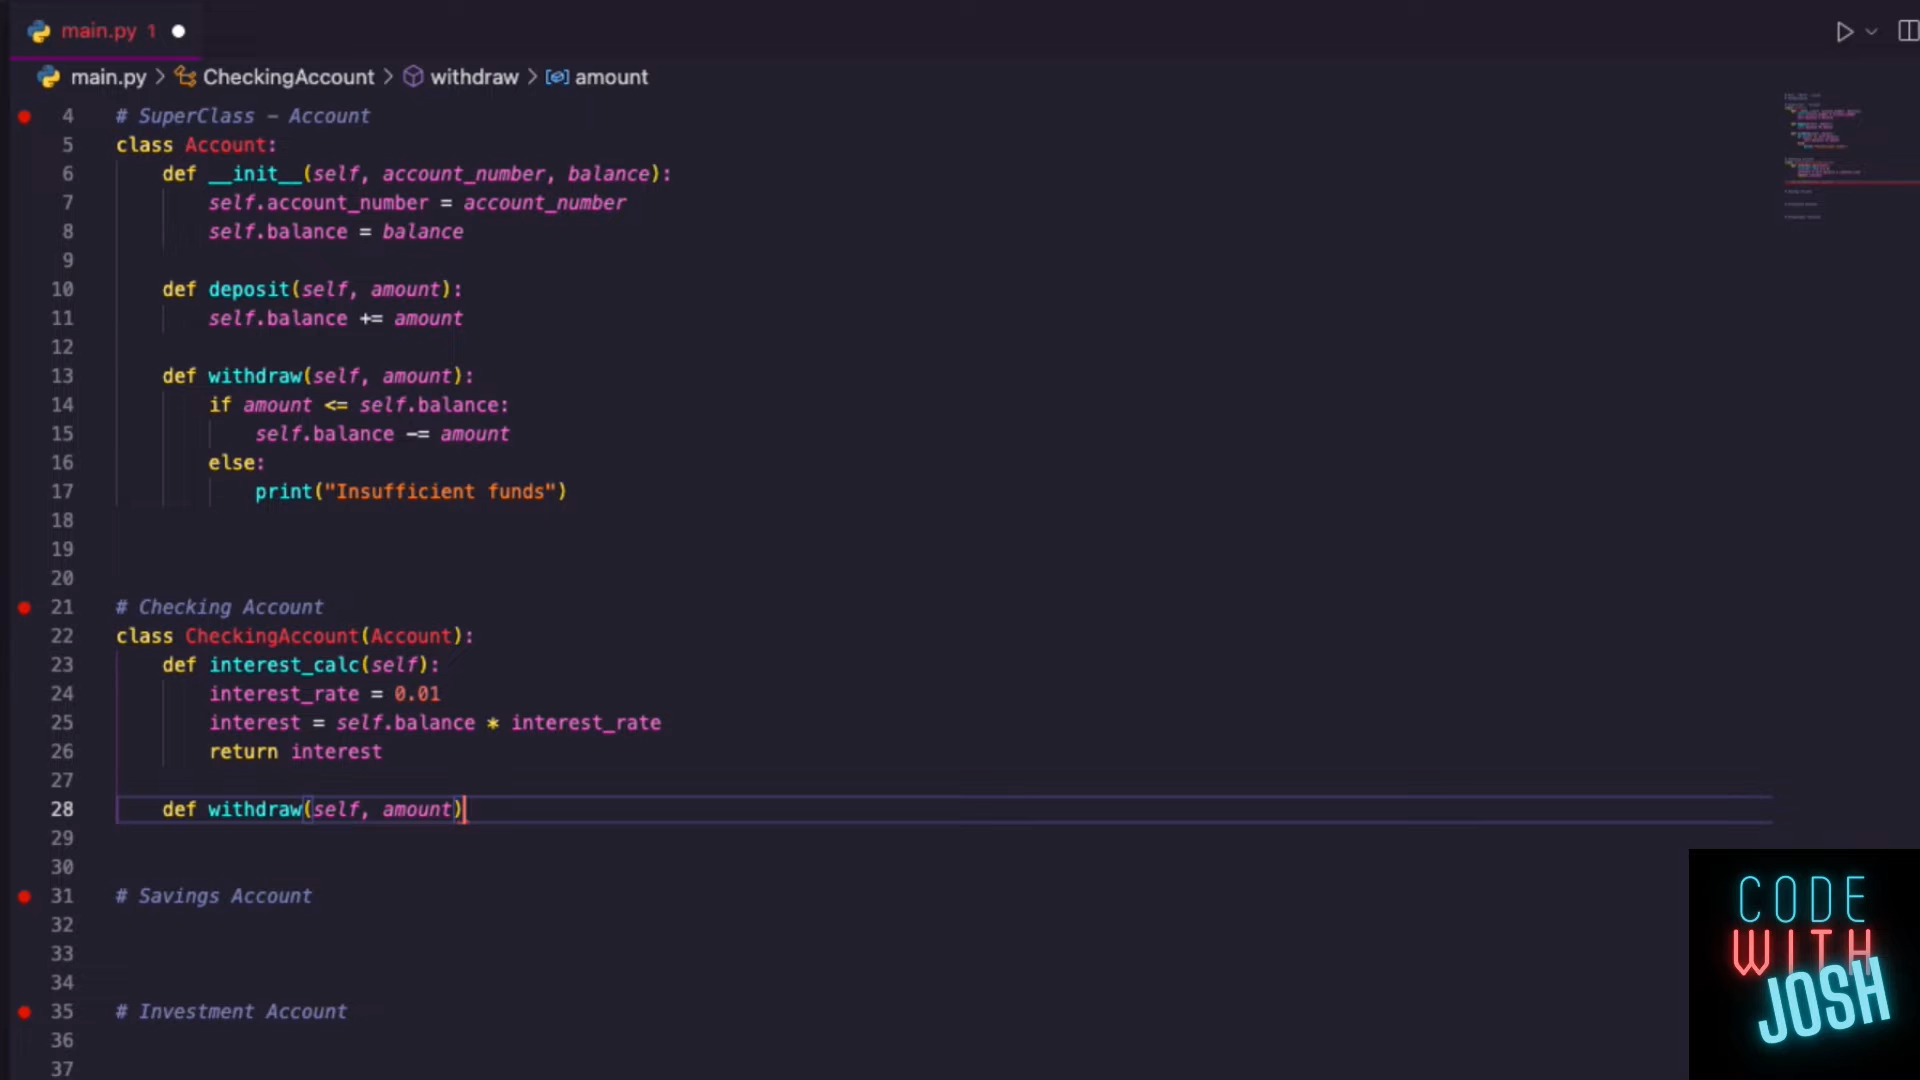 main.py 1
main.py > CheckingAccount > withdraw > amount
4 # SuperClass – Account
5 class Account:
6 def __init__(self, account_number, balance):
7 self.account_number = account_number
8 self.balance = balance
9
10 def deposit(self, amount):
11 self.balance += amount
12
13 def withdraw(self, amount):
14 if amount <= self.balance:
15 self.balance -= amount
16 else:
17 print("Insufficient funds")
18
19
20
21 # Checking Account
22 class CheckingAccount(Account):
23 def interest_calc(self):
24 interest_rate = 0.01
25 interest = self.balance * interest_rate
26 return interest
27
28 def withdraw(self, amount)
29
30
31 # Savings Account
32
33
34
35 # Investment Account
36
37
CODE
WITH
JOSH